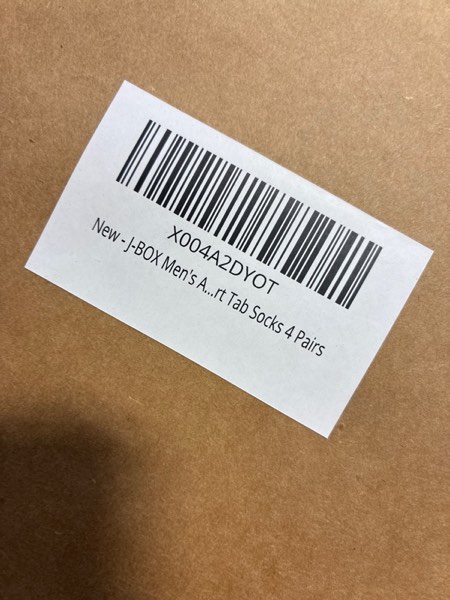 X004A2DYOT
New - J-BOX Men's A...rt Tab Socks 4 Pairs